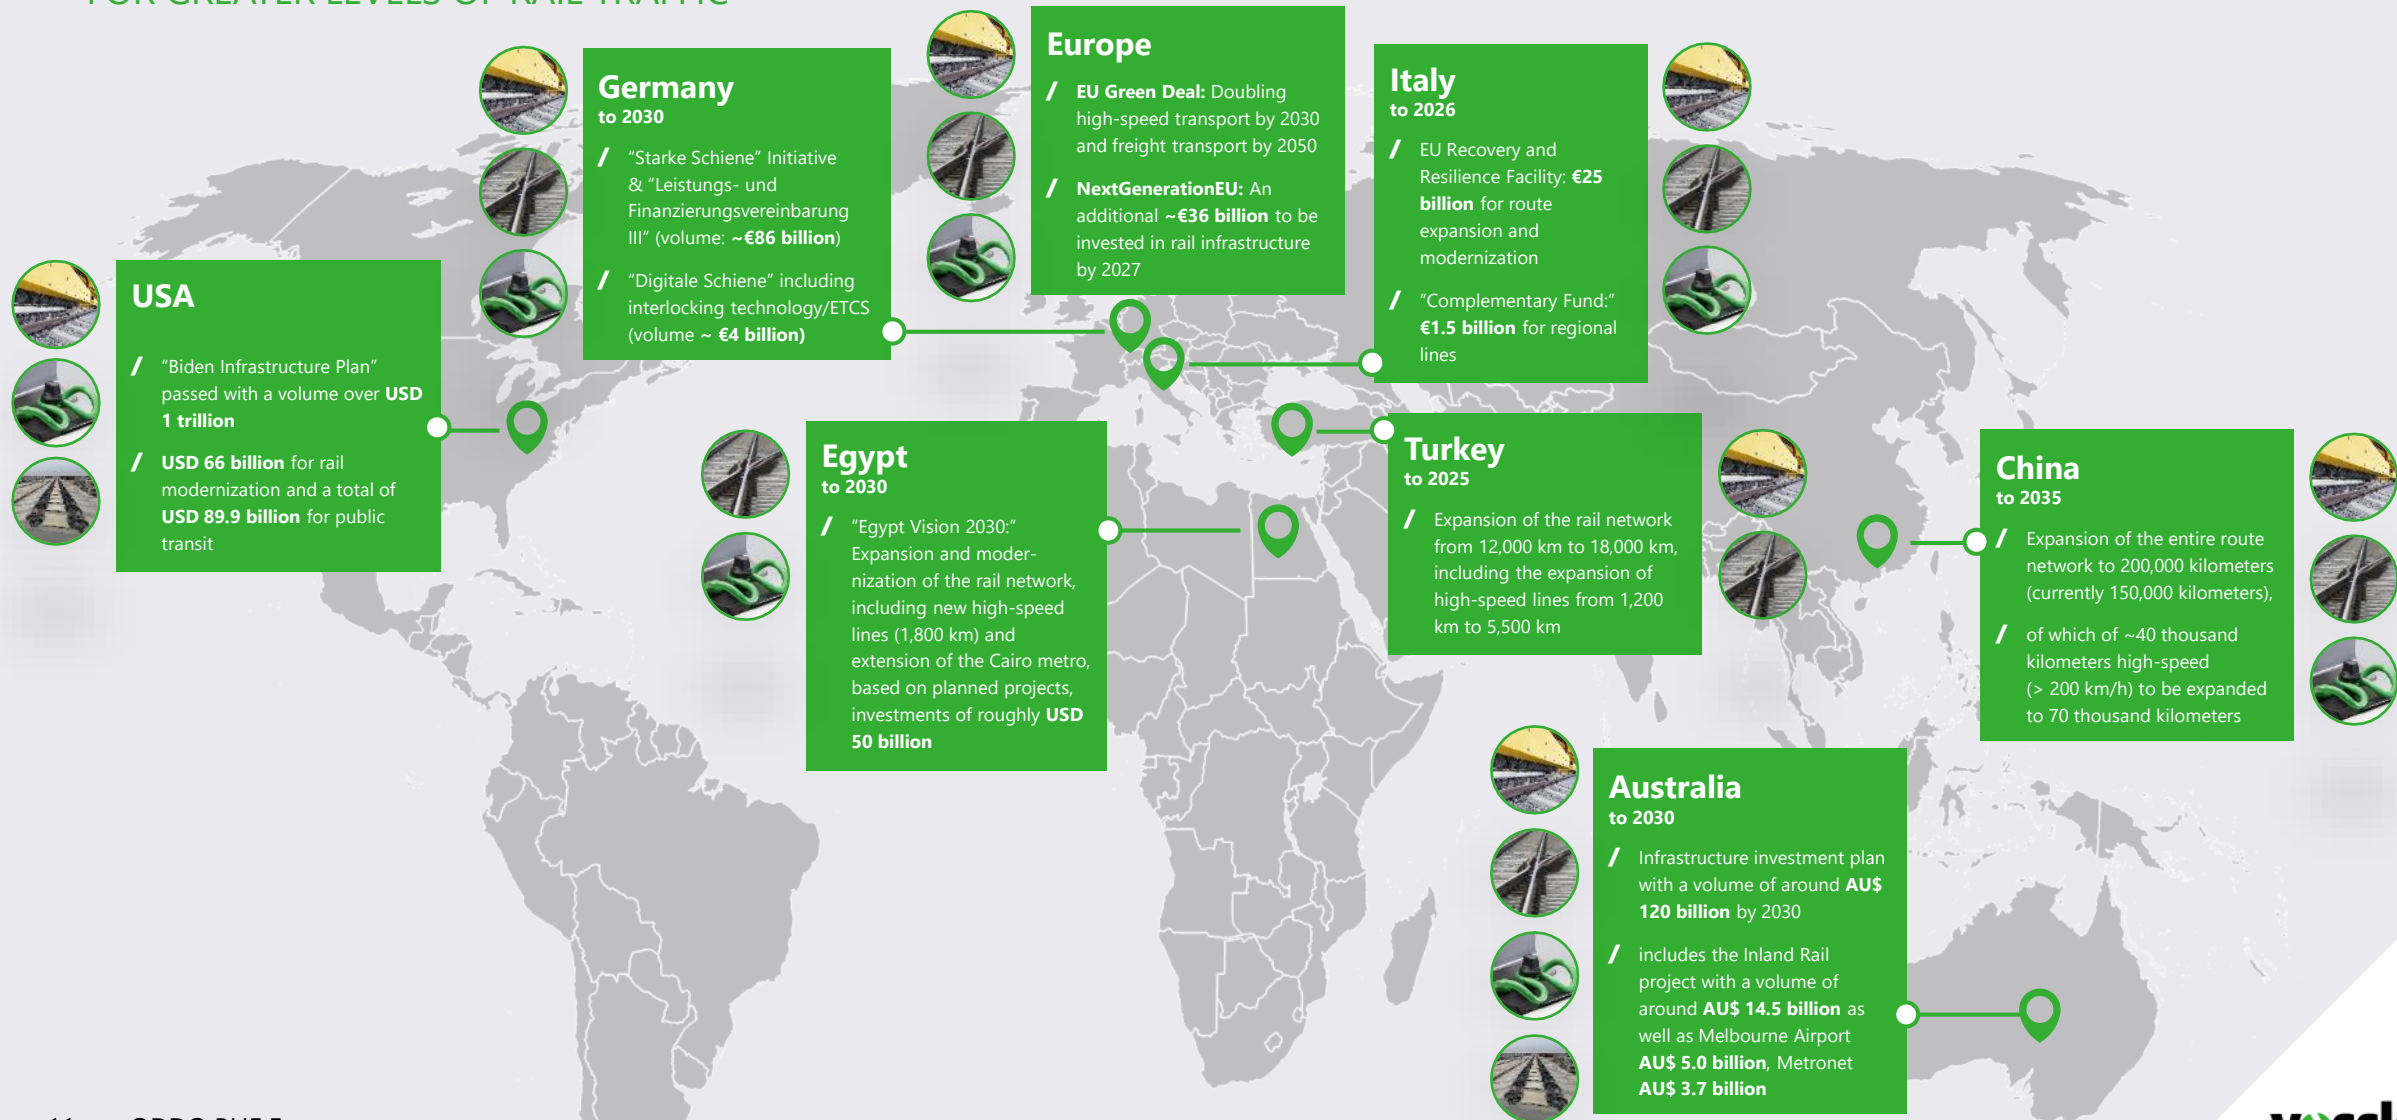 FOR GREATER LEVELS OF RAIL TRAFFIC
Germany
to 2030
/ “Starke Schiene” Initiative
& “Leistungs- und
Finanzierungsvereinbarung
III“ (volume: ~€86 billion)
/ “Digitale Schiene” including
interlocking technology/ETCS
(volume ~ €4 billion)
Europe
/ EU Green Deal: Doubling
high-speed transport by 2030
and freight transport by 2050
/ NextGenerationEU: An
additional ~€36 billion to be
invested in rail infrastructure
by 2027
Italy
to 2026
/ EU Recovery and
Resilience Facility: €25
billion for route
expansion and
modernization
/ “Complementary Fund:”
€1.5 billion for regional
lines
USA
/ “Biden Infrastructure Plan”
passed with a volume over USD
1 trillion
/ USD 66 billion for rail
modernization and a total of
USD 89.9 billion for public
transit
Egypt
to 2030
/ “Egypt Vision 2030:”
Expansion and moder-
nization of the rail network,
including new high-speed
lines (1,800 km) and
extension of the Cairo metro,
based on planned projects,
investments of roughly USD
50 billion
Turkey
to 2025
/ Expansion of the rail network
from 12,000 km to 18,000 km,
including the expansion of
high-speed lines from 1,200
km to 5,500 km
China
to 2035
/ Expansion of the entire route
network to 200,000 kilometers
(currently 150,000 kilometers),
/ of which of ~40 thousand
kilometers high-speed
(> 200 km/h) to be expanded
to 70 thousand kilometers
Australia
to 2030
/ Infrastructure investment plan
with a volume of around AU$
120 billion by 2030
/ includes the Inland Rail
project with a volume of
around AU$ 14.5 billion as
well as Melbourne Airport
AU$ 5.0 billion, Metronet
AU$ 3.7 billion